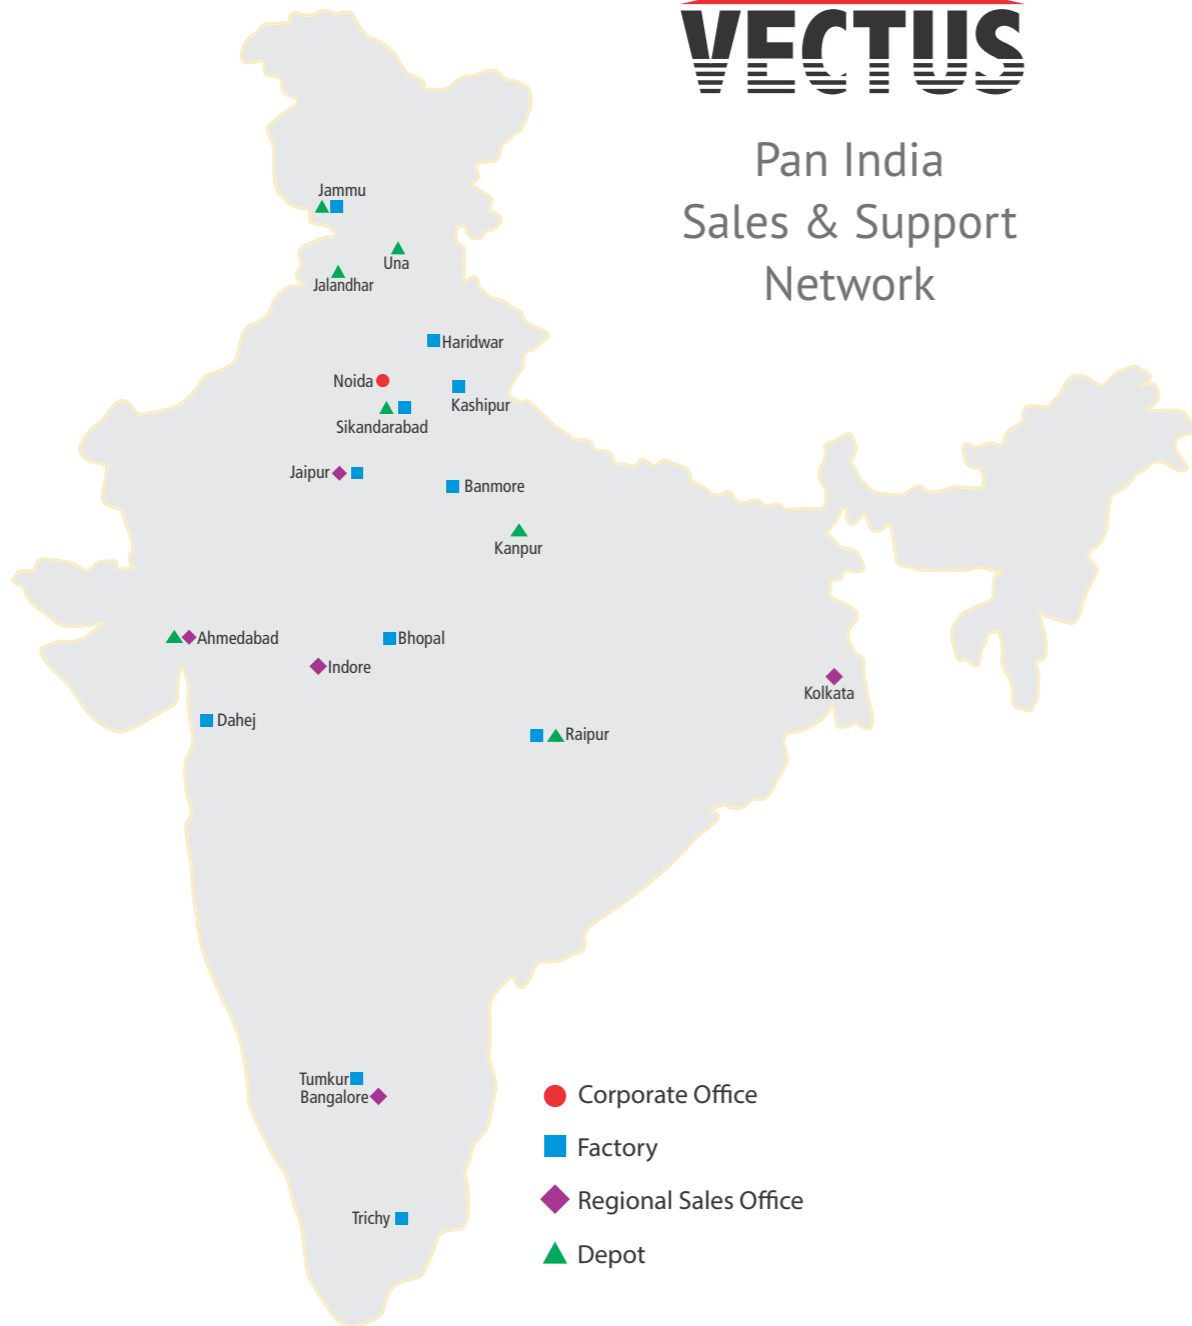 VECTUS
Pan India
Sales & Support
Network
Jammu
Una
Jalandhar
Haridwar
Noida
Kashipur
Sikandarabad
Jaipur
Banmore
Kanpur
Ahmedabad
Bhopal
Indore
Kolkata
Dahej
Raipur
Tumkur
Bangalore
Trichy
Corporate Office
Factory
Regional Sales Office
Depot